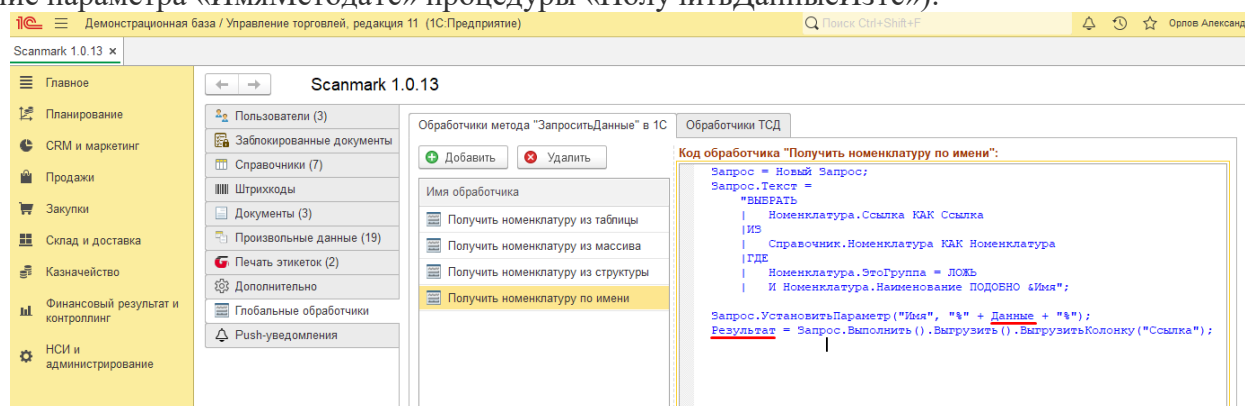 ние параметра «ИмяМетодате» процедуры «ПолучитьДанныеИзТе»).
1С Демонстрационная база / Управление торговлей, редакция 11 (1С:Предприятие)
Поиск Ctrl+Shift+F
Орлов Александ
Scanmark 1.0.13 ×
Главное
Планирование
CRM и маркетинг
Продажи
Закупки
Склад и доставка
Казначейство
Финансовый результат и
контроллинг
НСИ и
администрирование
Scanmark 1.0.13
Пользователи (3)
Заблокированные документы
Справочники (7)
Штрихкоды
Документы (3)
Произвольные данные (19)
Печать этикеток (2)
Дополнительно
Глобальные обработчики
Push-уведомления
Обработчики метода "ЗапроситьДанные" в 1С
Обработчики ТСД
Добавить
Удалить
Имя обработчика
Получить номенклатуру из таблицы
Получить номенклатуру из массива
Получить номенклатуру из структуры
Получить номенклатуру по имени
Код обработчика "Получить номенклатуру по имени":
Запрос = Новый Запрос;
Запрос.Текст =
"ВЫБРАТЬ
| Номенклатура.Ссылка КАК Ссылка
|ИЗ
| Справочник.Номенклатура КАК Номенклатура
|ГДЕ
| Номенклатура.ЭтоГруппа = ЛОЖЬ
| И Номенклатура.Наименование ПОДОБНО &Имя";
Запрос.УстановитьПараметр("Имя", "%" + Данные + "%");
Результат = Запрос.Выполнить().Выгрузить().ВыгрузитьКолонку("Ссылка");